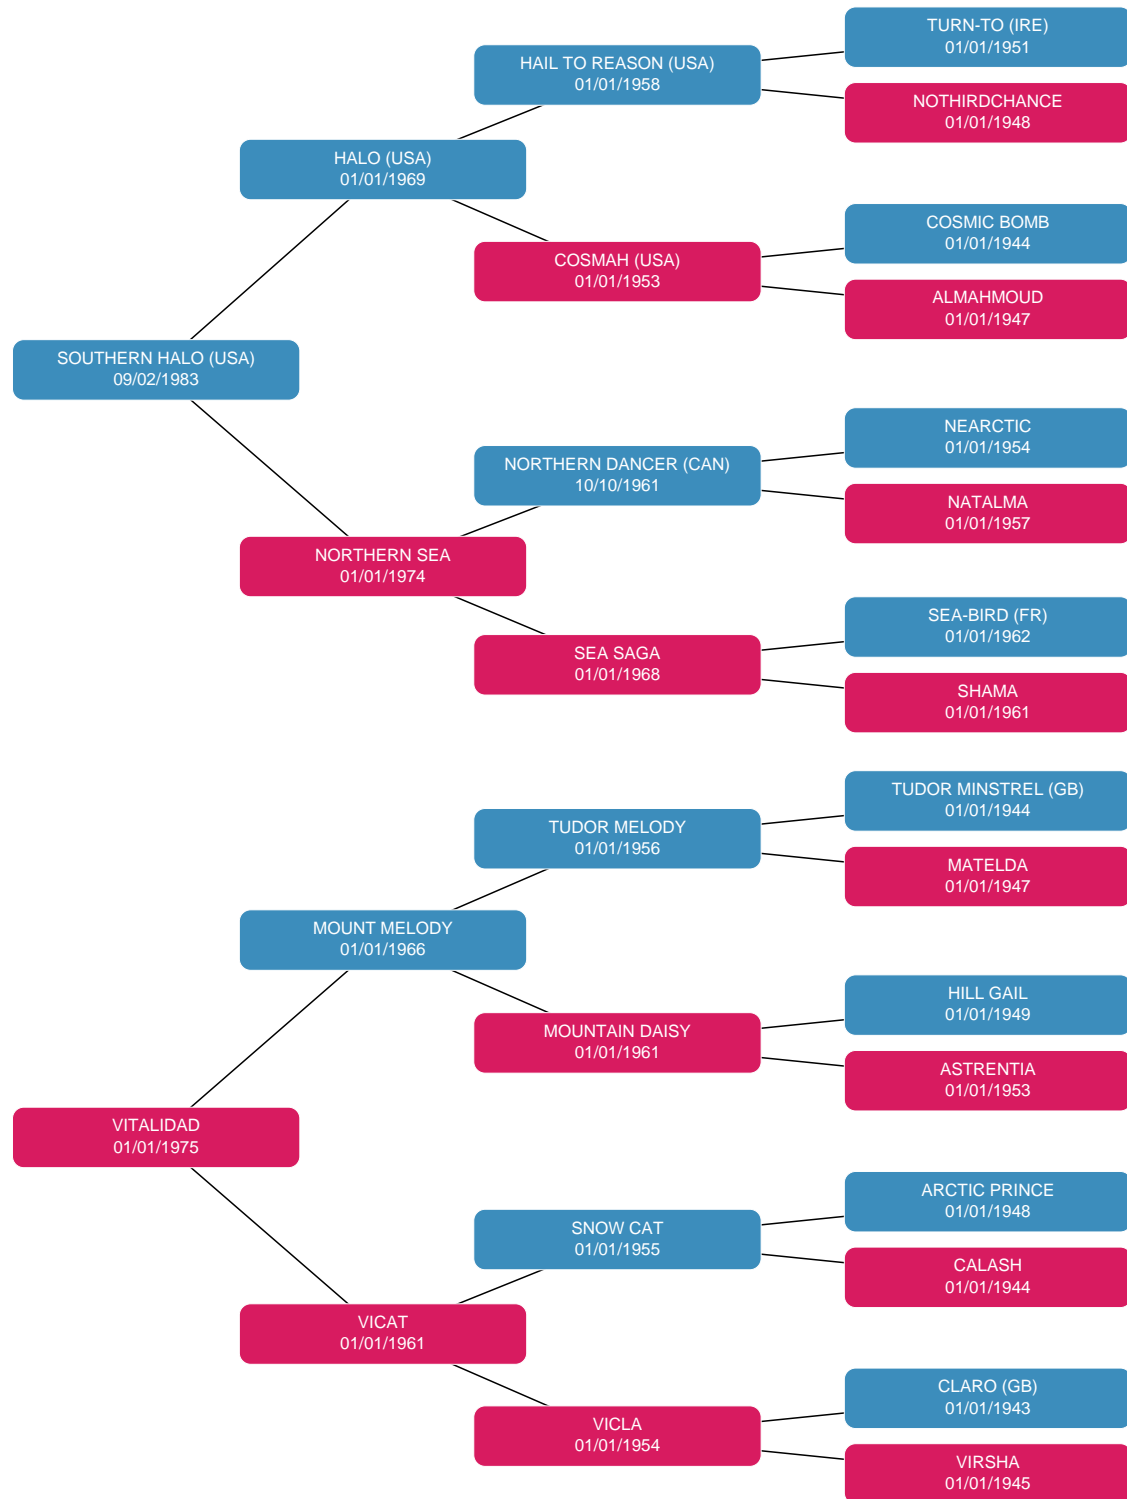 TURN-TO (IRE)
01/01/1951
HAIL TO REASON (USA)
01/01/1958
NOTHIRDCHANCE
01/01/1948
HALO (USA)
01/01/1969
COSMIC BOMB
01/01/1944
COSMAH (USA)
01/01/1953
ALMAHMOUD
01/01/1947
SOUTHERN HALO (USA)
09/02/1983
NEARCTIC
01/01/1954
NORTHERN DANCER (CAN)
10/10/1961
NATALMA
01/01/1957
NORTHERN SEA
01/01/1974
SEA-BIRD (FR)
01/01/1962
SEA SAGA
01/01/1968
SHAMA
01/01/1961
TUDOR MINSTREL (GB)
01/01/1944
TUDOR MELODY
01/01/1956
MATELDA
01/01/1947
MOUNT MELODY
01/01/1966
HILL GAIL
01/01/1949
MOUNTAIN DAISY
01/01/1961
ASTRENTIA
01/01/1953
VITALIDAD
01/01/1975
ARCTIC PRINCE
01/01/1948
SNOW CAT
01/01/1955
CALASH
01/01/1944
VICAT
01/01/1961
CLARO (GB)
01/01/1943
VICLA
01/01/1954
VIRSHA
01/01/1945